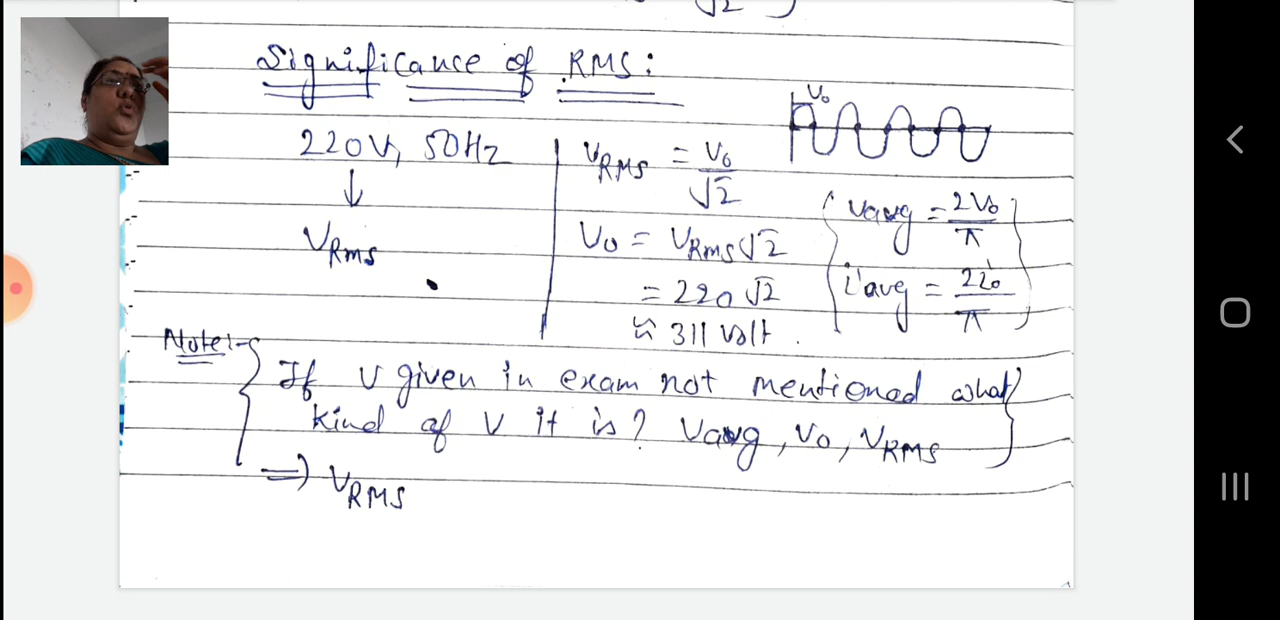 √2
Significance of RMS:
V₀
220V, 50Hz
↓
VRms
VRMS = V₀/√2
V₀ = VRms√2
= 220√2
≈ 311 volt.
Vavg = 2V₀/π
iavg = 2i₀/π
Note:-
If V given in exam not mentioned what
kind of V it is? Vavg, V₀, VRMS
⇒ VRMS